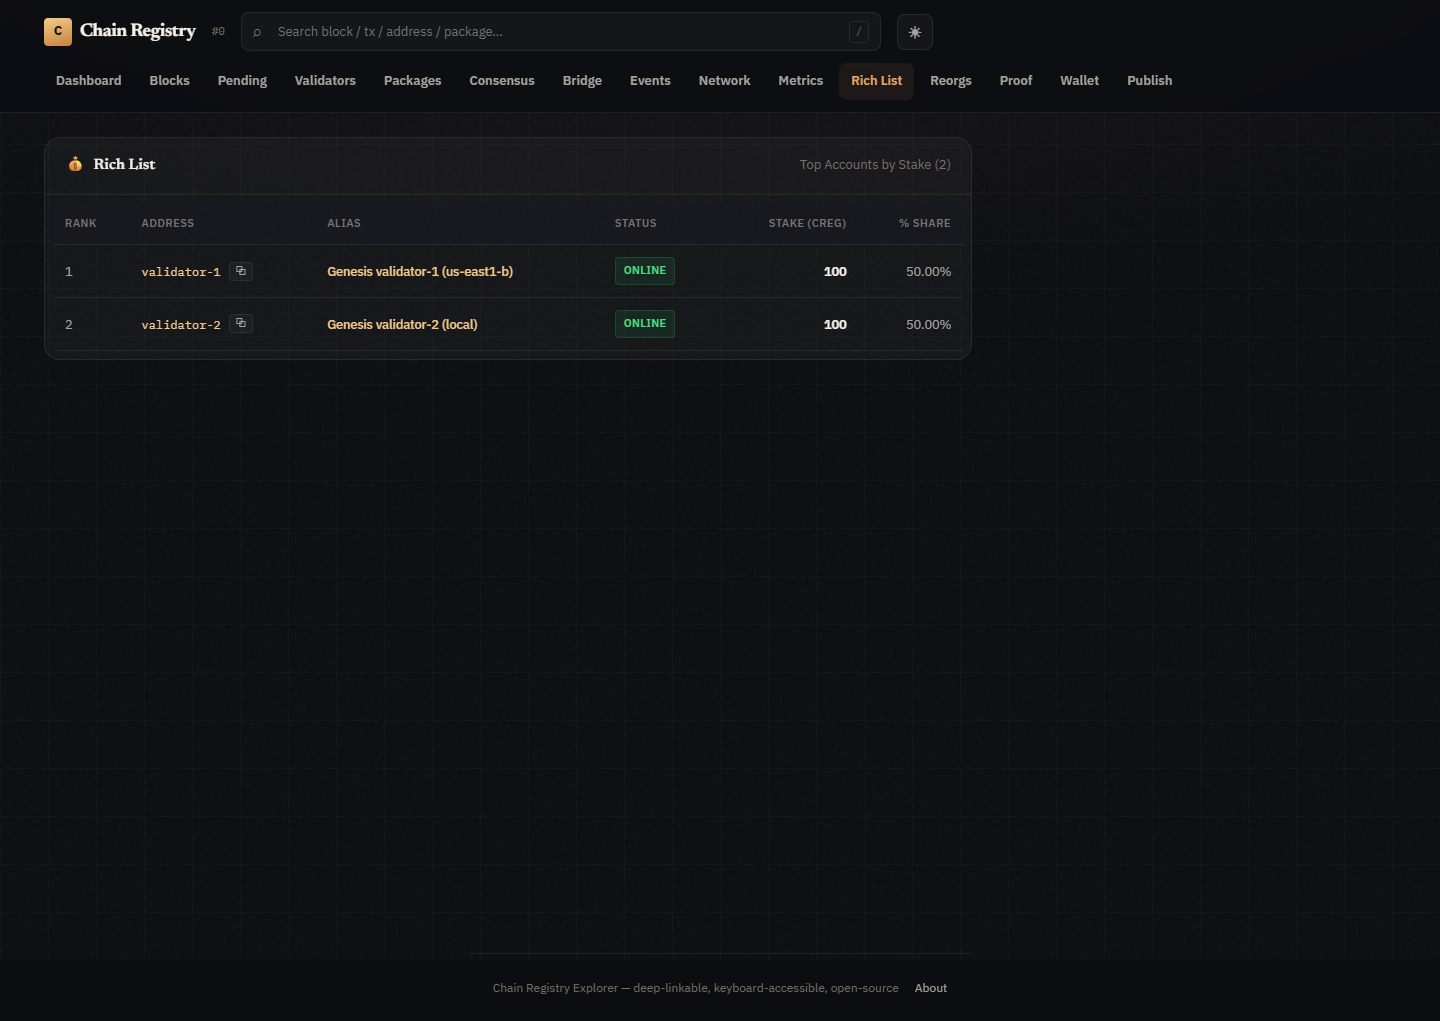 C Chain Registry #0 Search block / tx / address / package... /
Dashboard Blocks Pending Validators Packages Consensus Bridge Events Network Metrics Rich List Reorgs Proof Wallet Publish
Rich List Top Accounts by Stake (2)
RANK ADDRESS ALIAS STATUS STAKE (CREG) % SHARE
1 validator-1 Genesis validator-1 (us-east1-b) ONLINE 100 50.00%
2 validator-2 Genesis validator-2 (local) ONLINE 100 50.00%
Chain Registry Explorer — deep-linkable, keyboard-accessible, open-source About